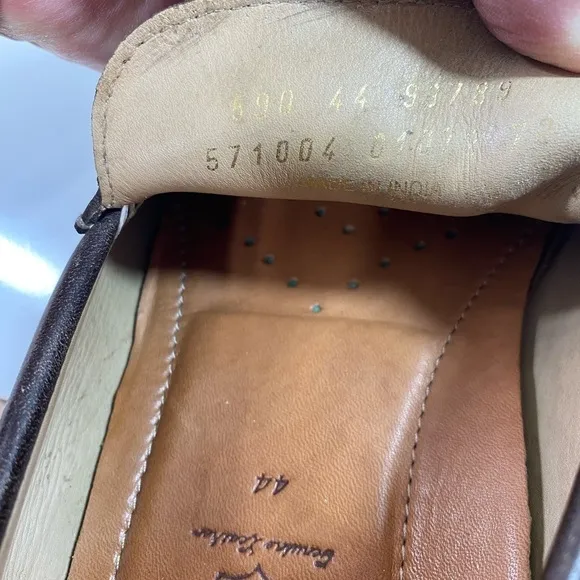 590 44 93789
571004
MADE IN INDIA
44
Genuine Leather